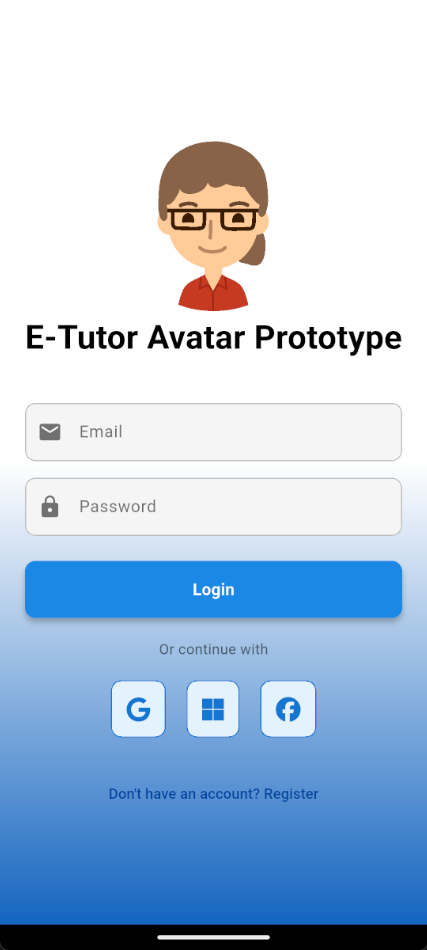 E-Tutor Avatar Prototype
Email
Password
Login
Or continue with
Don't have an account? Register